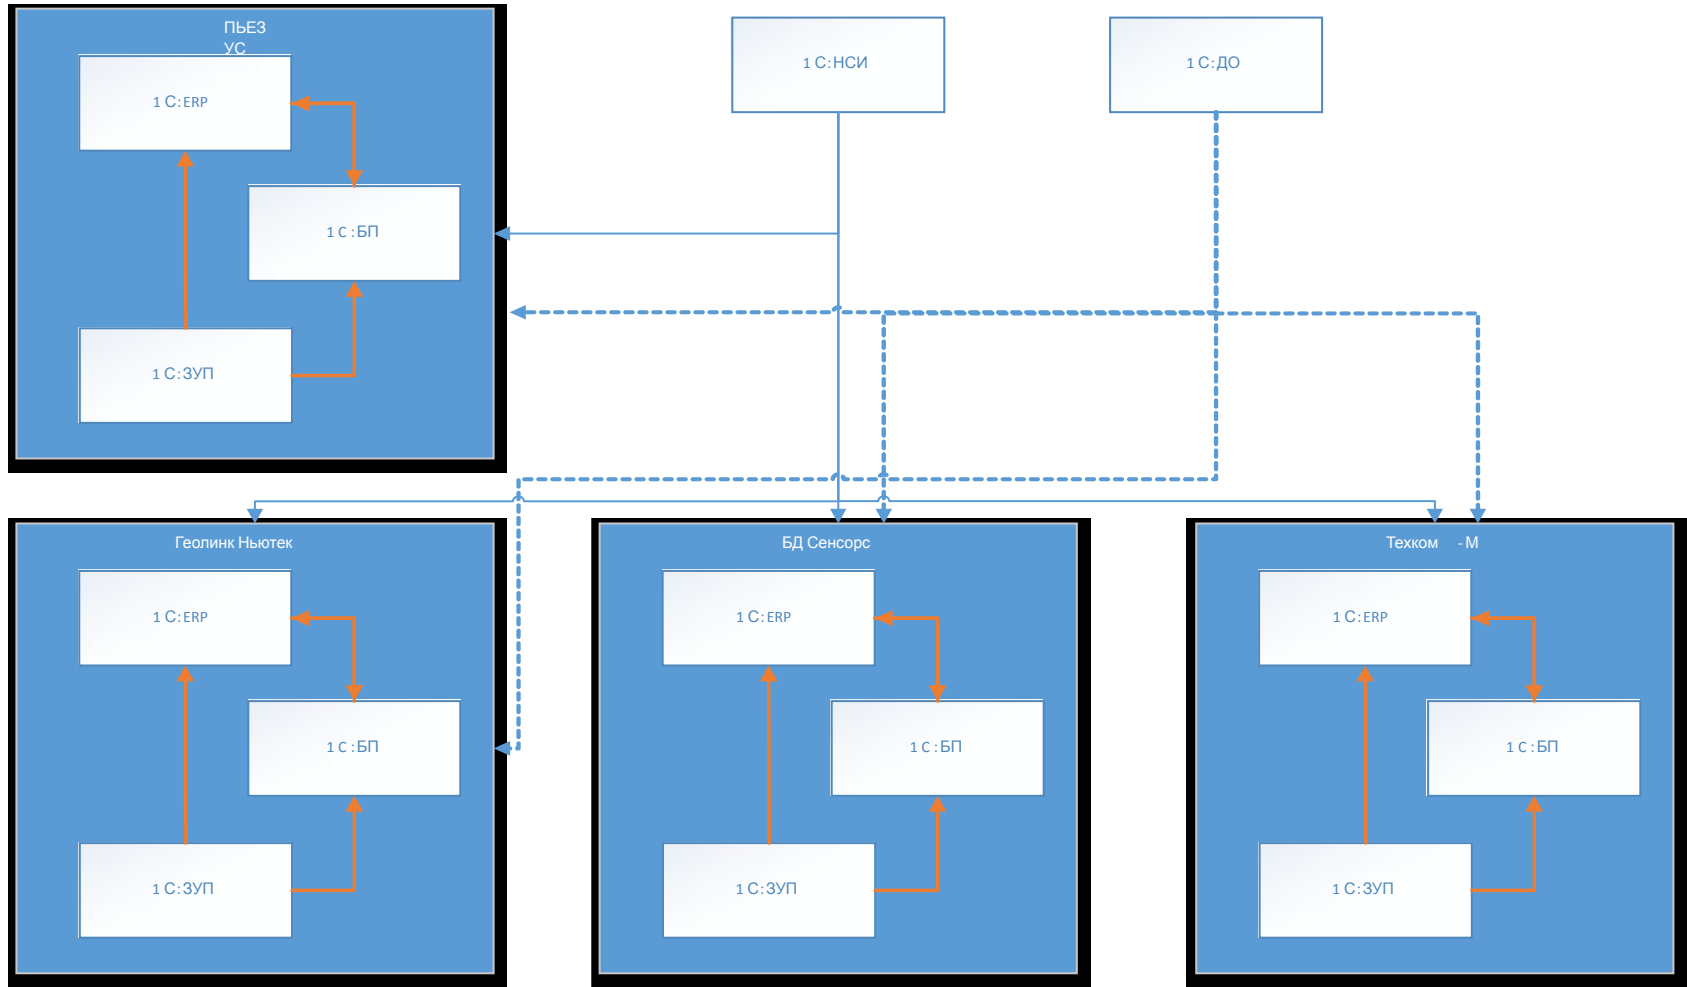 ПЬЕЗ
УС
1 С:ERP
1 С:БП
1 С:ЗУП
1 С:НСИ
1 С:ДО
Геолинк Ньютек
1 С:ERP
1 С:БП
1 С:ЗУП
БД Сенсорс
1 С:ERP
1 С:БП
1 С:ЗУП
Техком -М
1 С:ERP
1 С:БП
1 С:ЗУП